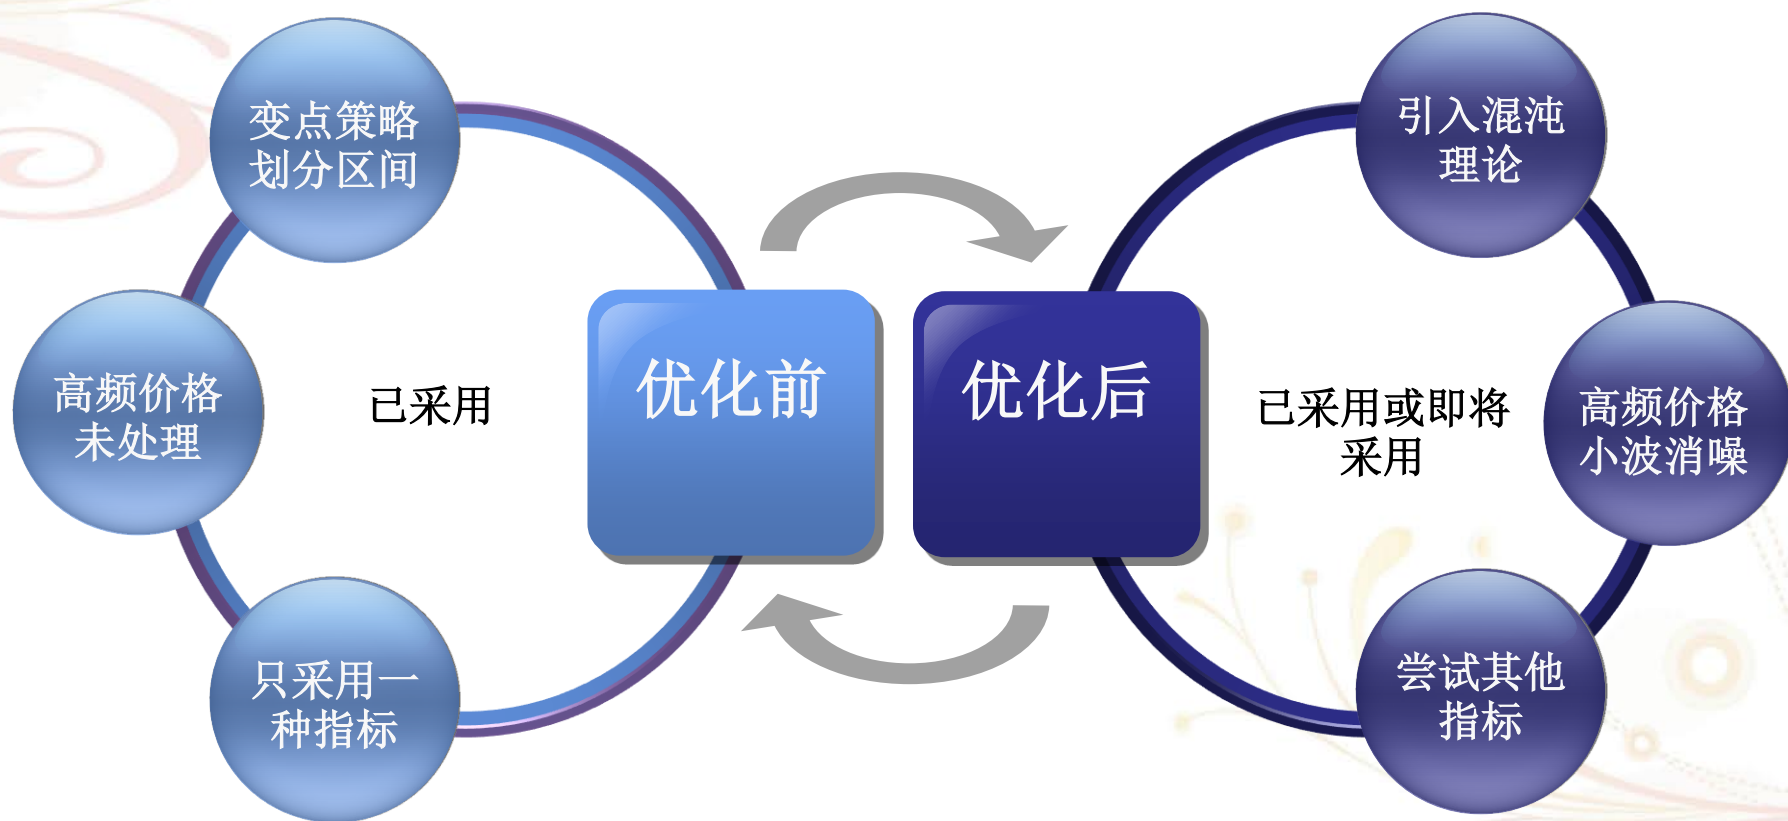 变点策略
划分区间
高频价格
未处理
只采用一
种指标
已采用
优化前
优化后
已采用或即将
采用
引入混沌
理论
高频价格
小波消噪
尝试其他
指标